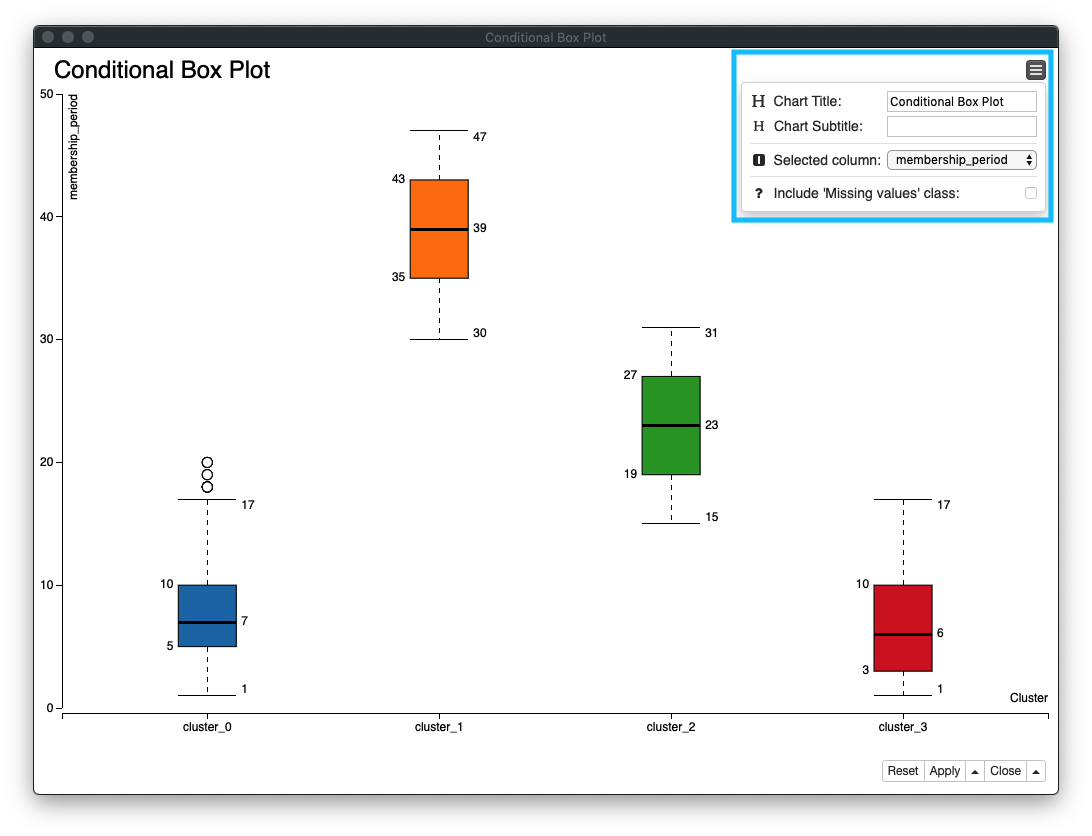 Conditional Box Plot
Conditional Box Plot
H Chart Title: Conditional Box Plot
H Chart Subtitle:
Selected column: membership_period
? Include 'Missing values' class:
membership_period
50
40
30
20
10
0
17
10
7
5
1
47
43
39
35
30
31
27
23
19
15
17
10
6
3
1
Cluster
cluster_0 cluster_1 cluster_2 cluster_3
Reset Apply Close